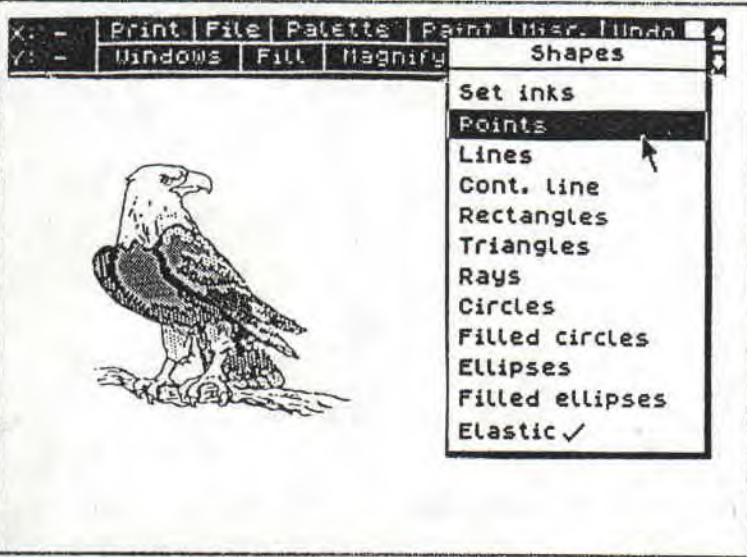 X: - Print File Palette Paint Misc. Undo
Y: - Windows Fill Magnify
Shapes
Set inks
Points
Lines
Cont. line
Rectangles
Triangles
Rays
Circles
Filled circles
Ellipses
Filled ellipses
Elastic ✓